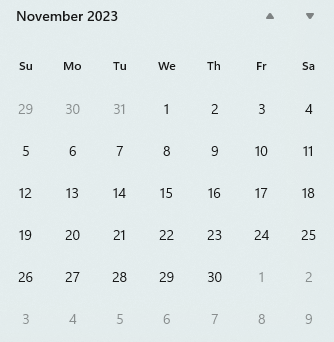 November 2023
Su Mo Tu We Th Fr Sa
29 30 31 1 2 3 4
5 6 7 8 9 10 11
12 13 14 15 16 17 18
19 20 21 22 23 24 25
26 27 28 29 30 1 2
3 4 5 6 7 8 9